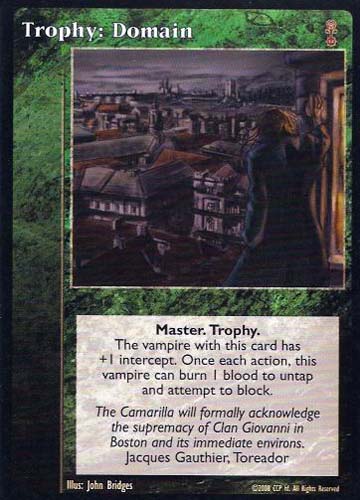 Trophy: Domain
Master. Trophy.
The vampire with this card has
+1 intercept. Once each action, this
vampire can burn 1 blood to untap
and attempt to block.
The Camarilla will formally acknowledge
the supremacy of Clan Giovanni in
Boston and its immediate environs.
Jacques Gauthier, Toreador
Illus: John Bridges
©2008 CCP hf. All Rights Reserved